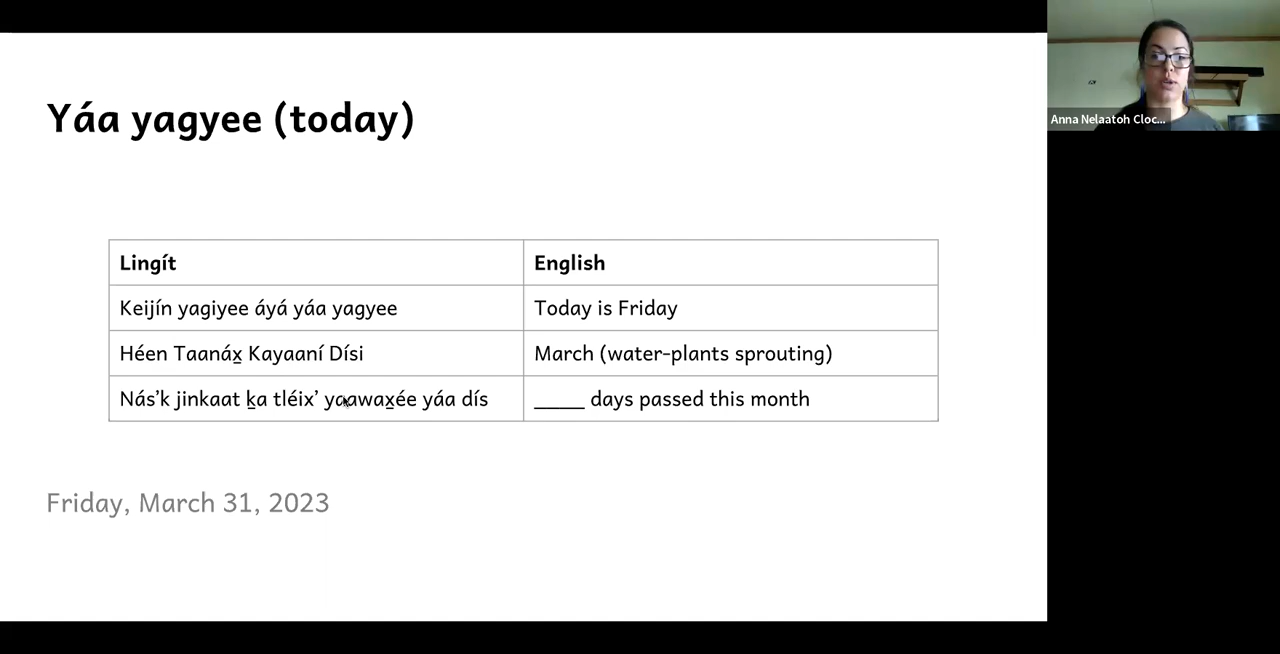 Yáa yagyee (today)
Lingít English
Keijín yagiyee áyá yáa yagyee Today is Friday
Héen Taanáx̱ Kayaaní Dísi March (water-plants sprouting)
Nás’k jinkaat ḵa tléix’ yaawax̱ée yáa dís _____ days passed this month
Friday, March 31, 2023
Anna Nelaatoh Cloc...